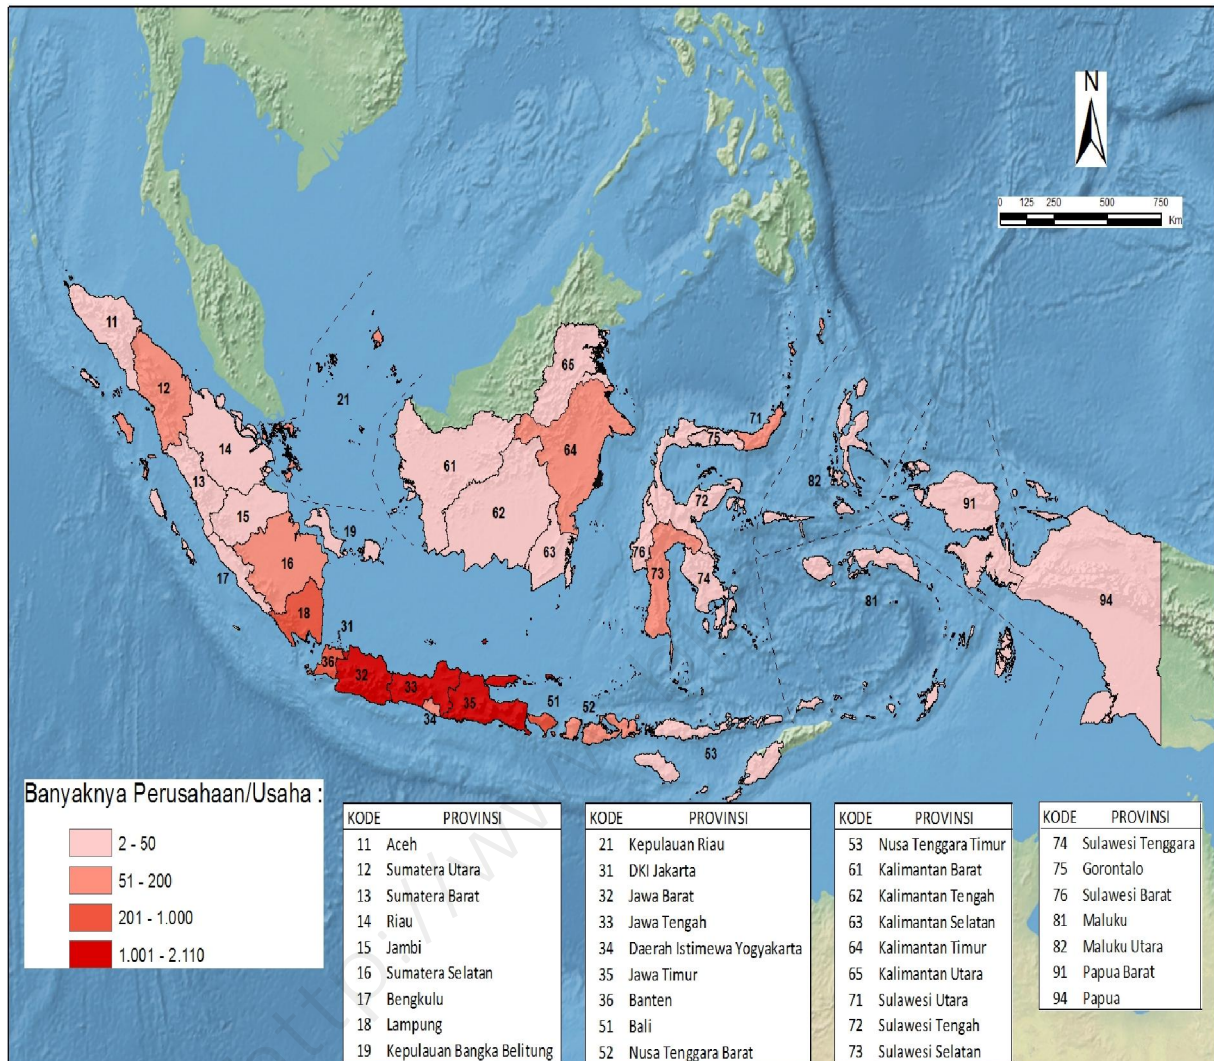 N
0 125 250 500 750
Km
11
12
65
21
71
75
14
64
61
13
82
72
91
62
15
19
16
63
76
17
73
74
18
81
94
31
36
32
33
35
51
52
34
53
http://www
Banyaknya Perusahaan/Usaha :
2 - 50
51 - 200
201 - 1.000
1.001 - 2.110
KODE PROVINSI
11 Aceh
12 Sumatera Utara
13 Sumatera Barat
14 Riau
15 Jambi
16 Sumatera Selatan
17 Bengkulu
18 Lampung
19 Kepulauan Bangka Belitung
KODE PROVINSI
21 Kepulauan Riau
31 DKI Jakarta
32 Jawa Barat
33 Jawa Tengah
34 Daerah Istimewa Yogyakarta
35 Jawa Timur
36 Banten
51 Bali
52 Nusa Tenggara Barat
KODE PROVINSI
53 Nusa Tenggara Timur
61 Kalimantan Barat
62 Kalimantan Tengah
63 Kalimantan Selatan
64 Kalimantan Timur
65 Kalimantan Utara
71 Sulawesi Utara
72 Sulawesi Tengah
73 Sulawesi Selatan
KODE PROVINSI
74 Sulawesi Tenggara
75 Gorontalo
76 Sulawesi Barat
81 Maluku
82 Maluku Utara
91 Papua Barat
94 Papua